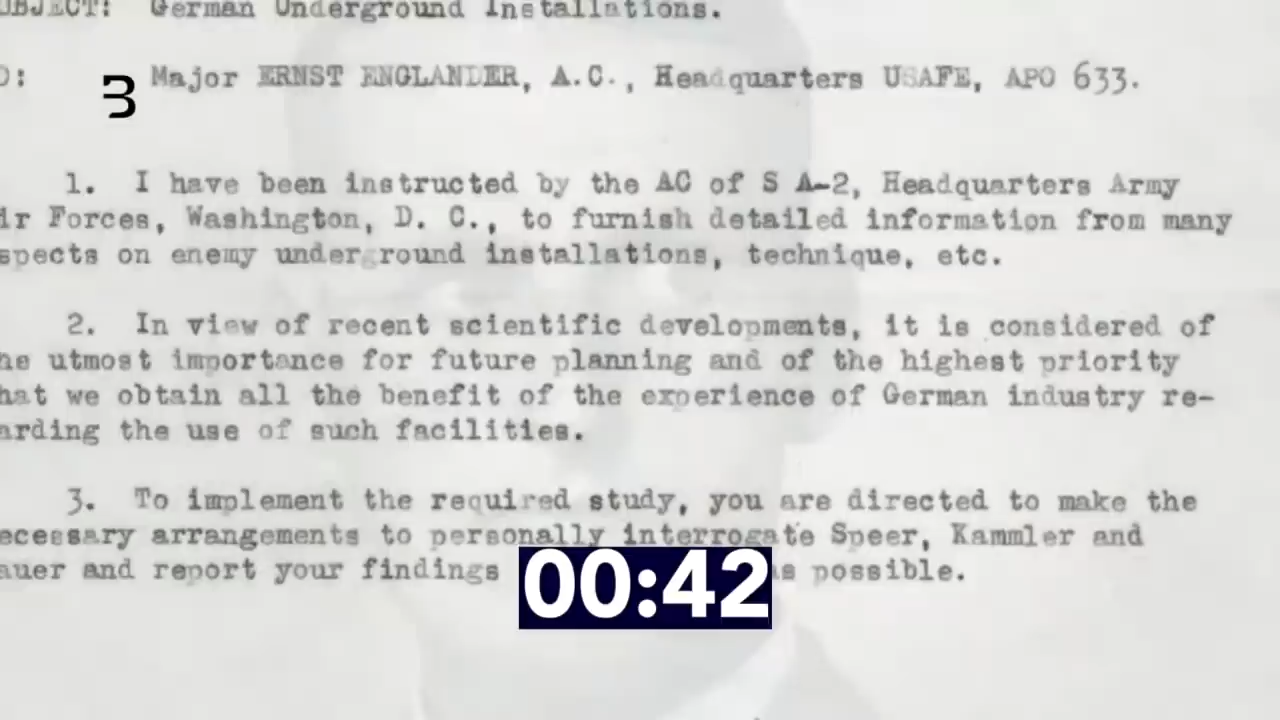 UBJECT: German Underground Installations.
O: Major ERNST ENGLANDER, A.C., Headquarters USAFE, APO 633.
3
1. I have been instructed by the AC of S A-2, Headquarters Army
ir Forces, Washington, D. C., to furnish detailed information from many
spects on enemy underground installations, technique, etc.
2. In view of recent scientific developments, it is considered of
he utmost importance for future planning and of the highest priority
hat we obtain all the benefit of the experience of German industry re-
arding the use of such facilities.
3. To implement the required study, you are directed to make the
ecessary arrangements to personally interrogate Speer, Kammler and
auer and report your findings as possible.
00:42